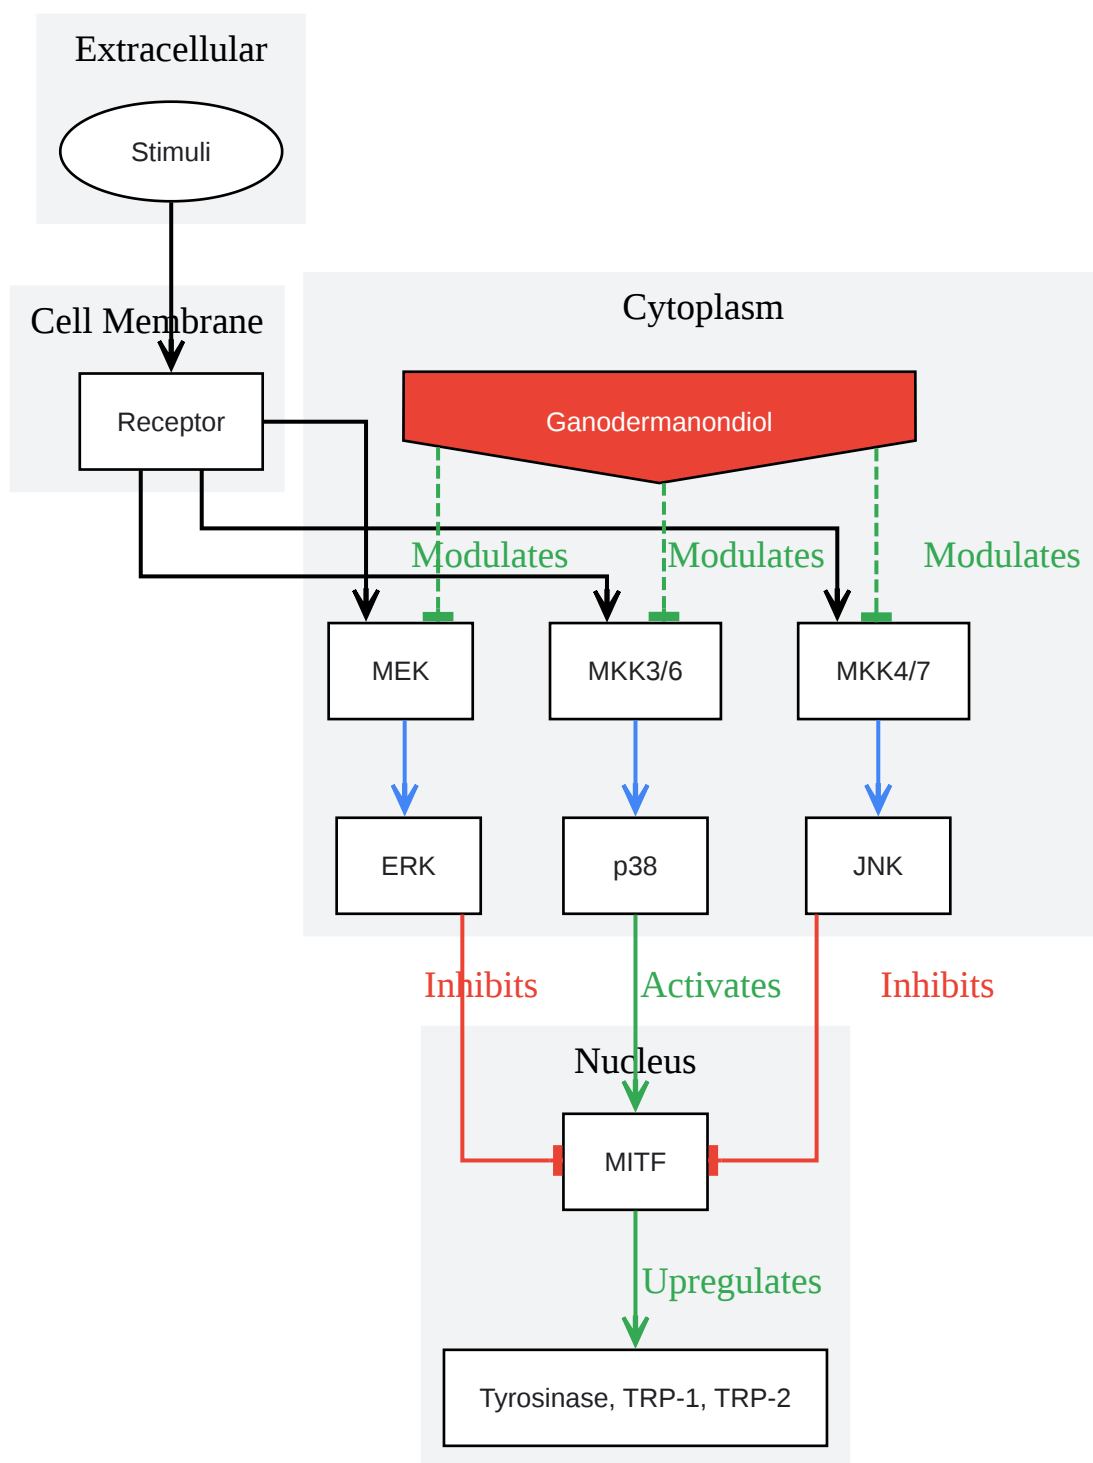 Extracellular
Stimuli
Cell Membrane
Cytoplasm
Receptor
Ganodermanondiol
Modulates
Modulates
Modulates
MEK
MKK3/6
MKK4/7
ERK
p38
JNK
Inhibits
Activates
Inhibits
Nucleus
MITF
Upregulates
Tyrosinase, TRP-1, TRP-2